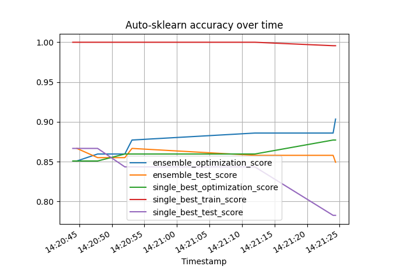 Auto-sklearn accuracy over time
1.00
0.95
0.90
0.85
0.80
ensemble_optimization_score
ensemble_test_score
single_best_optimization_score
single_best_train_score
single_best_test_score
14:20:45
14:20:50
14:20:55
14:21:00
14:21:05
14:21:10
14:21:15
14:21:20
14:21:25
Timestamp